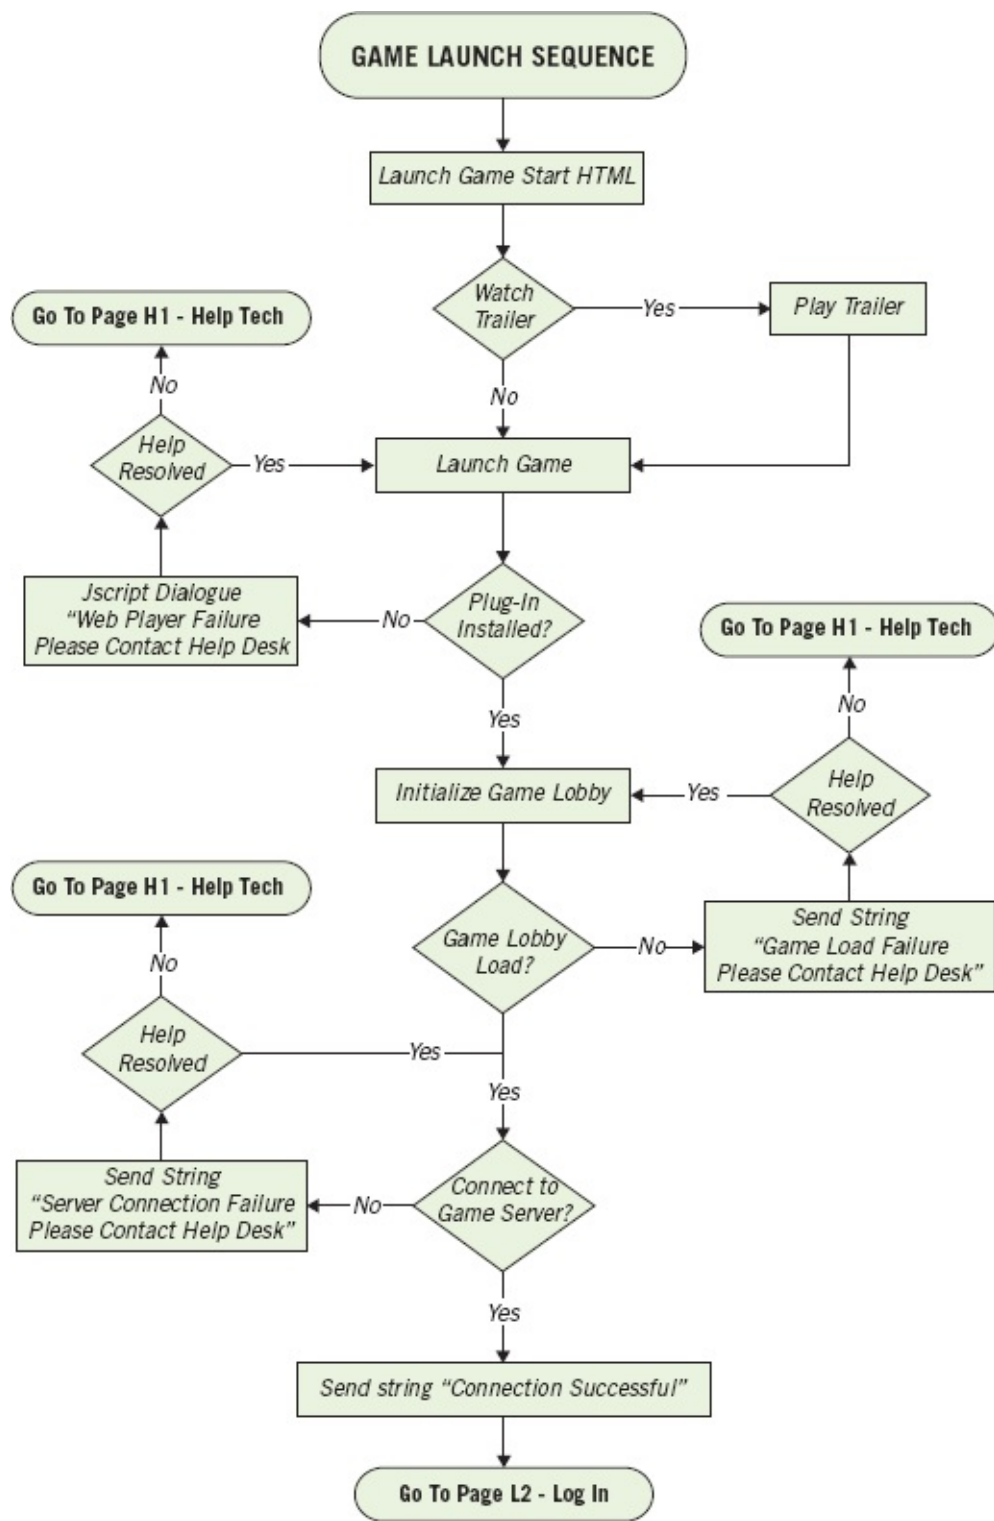 GAME LAUNCH SEQUENCE
Launch Game Start HTML
Watch
Trailer
Yes
Play Trailer
No
Go To Page H1 - Help Tech
No
Help
Resolved
Yes
Launch Game
Jscript Dialogue
“Web Player Failure
Please Contact Help Desk
No
Plug-In
Installed?
Yes
Go To Page H1 - Help Tech
No
Help
Resolved
Yes
Initialize Game Lobby
Game Lobby
Load?
No
Send String
“Game Load Failure
Please Contact Help Desk”
Go To Page H1 - Help Tech
No
Help
Resolved
Yes
Yes
Send String
“Server Connection Failure
Please Contact Help Desk”
No
Connect to
Game Server?
Yes
Send string “Connection Successful”
Go To Page L2 - Log In